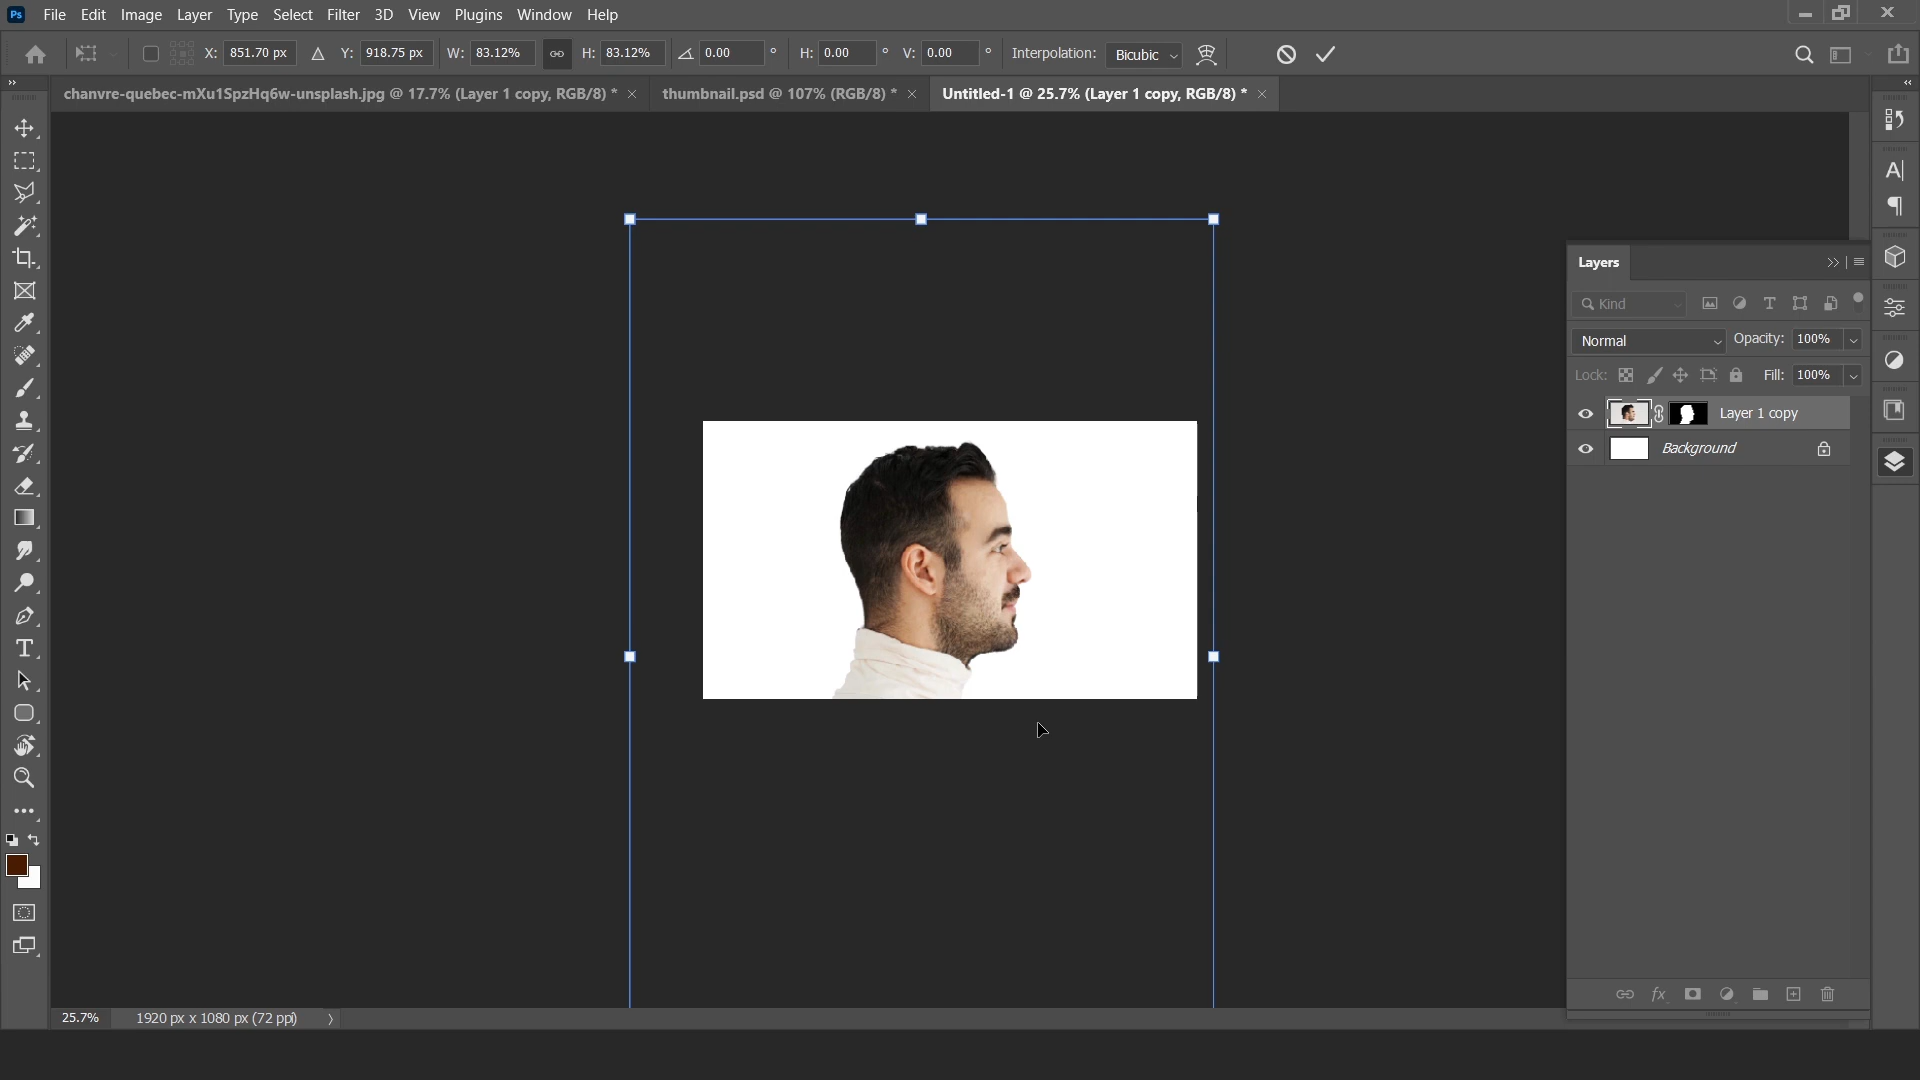 Ps File Edit Image Layer Type Select Filter 3D View Plugins Window Help
X: 851.70 px Y: 918.75 px W: 83.12% H: 83.12% 0.00 ° H: 0.00 ° V: 0.00 ° Interpolation: Bicubic
chanvre-quebec-mXu1SpzHq6w-unsplash.jpg @ 17.7% (Layer 1 copy, RGB/8) * × thumbnail.psd @ 107% (RGB/8) * × Untitled-1 @ 25.7% (Layer 1 copy, RGB/8) * ×
Layers
Kind
Normal Opacity: 100%
Lock: Fill: 100%
Layer 1 copy
Background
fx
25.7% 1920 px x 1080 px (72 ppi)